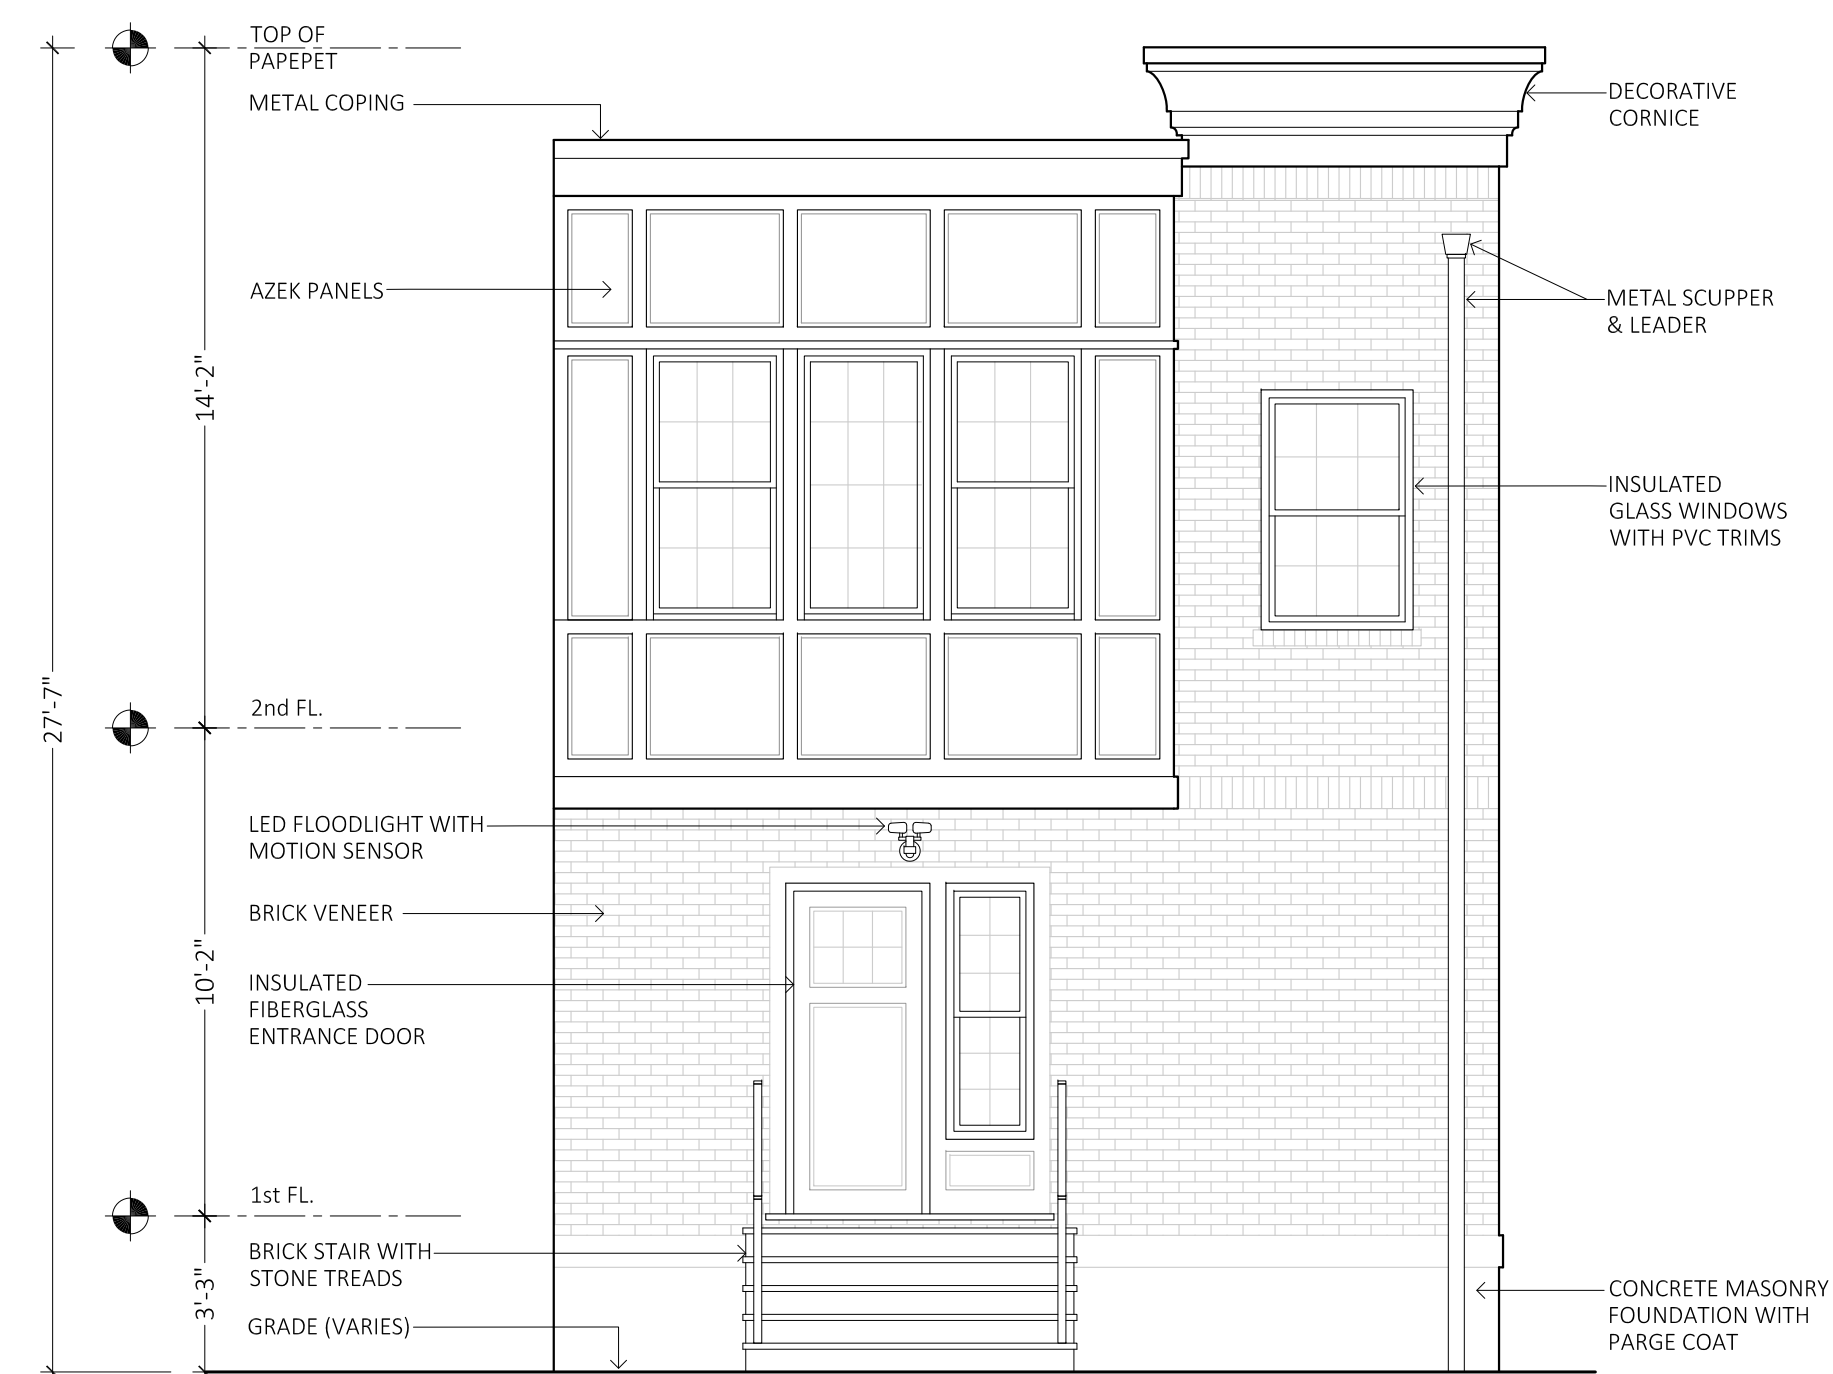 TOP OF
PAPEPET
METAL COPING
DECORATIVE
CORNICE
AZEK PANELS
METAL SCUPPER
& LEADER
14'-2"
INSULATED
GLASS WINDOWS
WITH PVC TRIMS
27'-7"
2nd FL.
LED FLOODLIGHT WITH
MOTION SENSOR
BRICK VENEER
10'-2"
INSULATED
FIBERGLASS
ENTRANCE DOOR
1st FL.
BRICK STAIR WITH
STONE TREADS
3'-3"
GRADE (VARIES)
CONCRETE MASONRY
FOUNDATION WITH
PARGE COAT